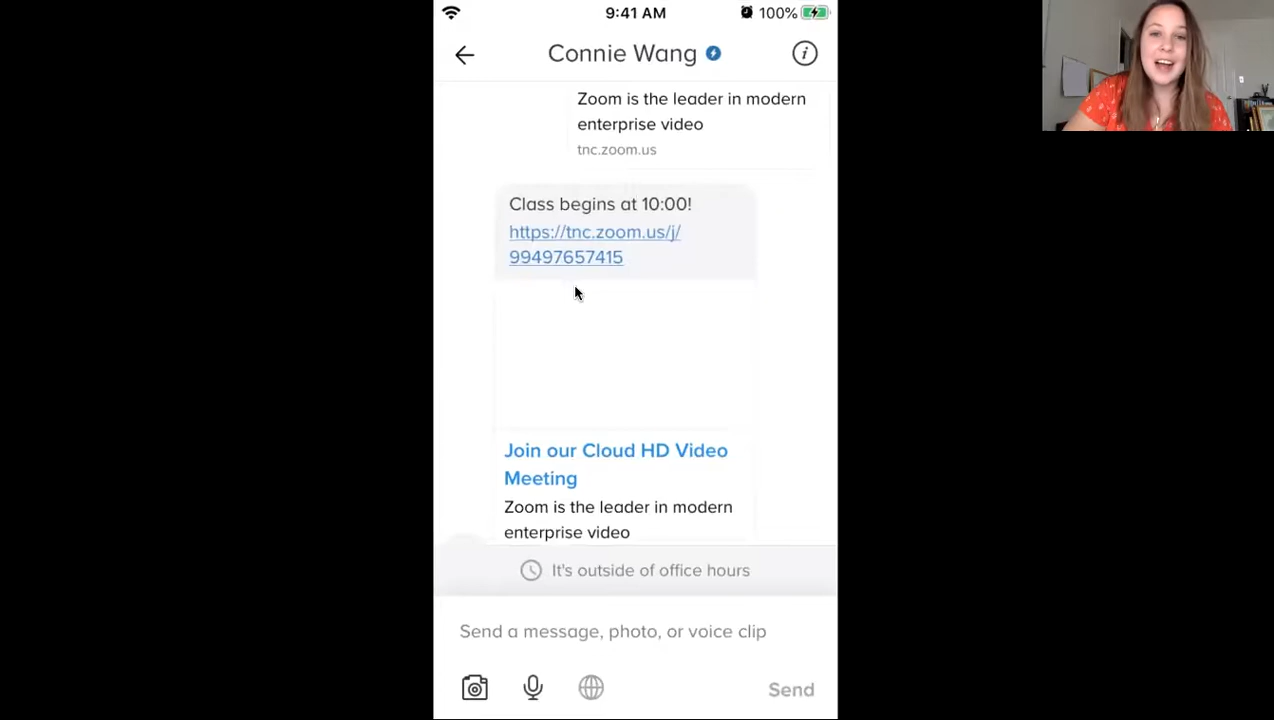 9:41 AM
100%
Connie Wang
Zoom is the leader in modern
enterprise video
tnc.zoom.us
Class begins at 10:00!
https://tnc.zoom.us/j/
99497657415
Join our Cloud HD Video
Meeting
Zoom is the leader in modern
enterprise video
It's outside of office hours
Send a message, photo, or voice clip
Send